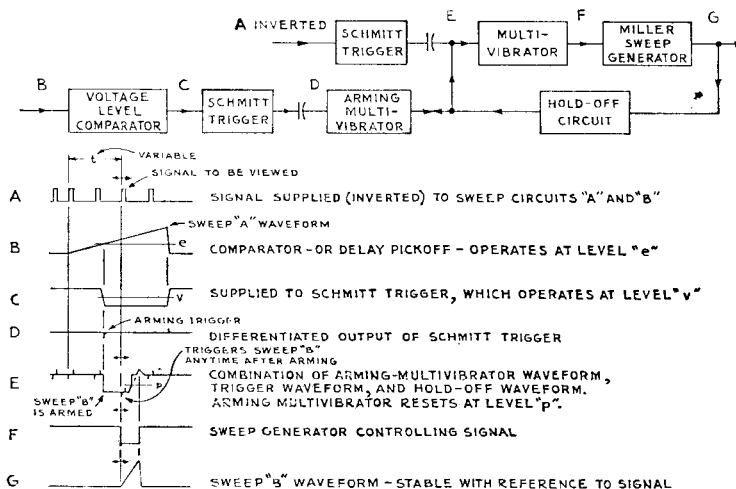 A INVERTED
SCHMITT
TRIGGER
E
MULTI-
VIBRATOR
F
MILLER
SWEEP
GENERATOR
G
B
VOLTAGE
LEVEL
COMPARATOR
C
SCHMITT
TRIGGER
D
ARMING
MULTI-
VIBRATOR
HOLD-OFF
CIRCUIT
t
VARIABLE
SIGNAL TO BE VIEWED
A
SIGNAL SUPPLIED (INVERTED) TO SWEEP CIRCUITS "A" AND "B"
SWEEP "A" WAVEFORM
B
e
COMPARATOR-OR DELAY PICKOFF-OPERATES AT LEVEL "e"
C
V
SUPPLIED TO SCHMITT TRIGGER, WHICH OPERATES AT LEVEL "V"
ARMING TRIGGER
D
DIFFERENTIATED OUTPUT OF SCHMITT TRIGGER
TRIGGERS SWEEP "B"
ANYTIME AFTER ARMING
E
P
COMBINATION OF ARMING-MULTIVIBRATOR WAVEFORM,
TRIGGER WAVEFORM, AND HOLD-OFF WAVEFORM.
ARMING MULTIVIBRATOR RESETS AT LEVEL "p".
SWEEP "B"
IS ARMED
F
SWEEP GENERATOR CONTROLLING SIGNAL
G
SWEEP "B" WAVEFORM-STABLE WITH REFERENCE TO SIGNAL